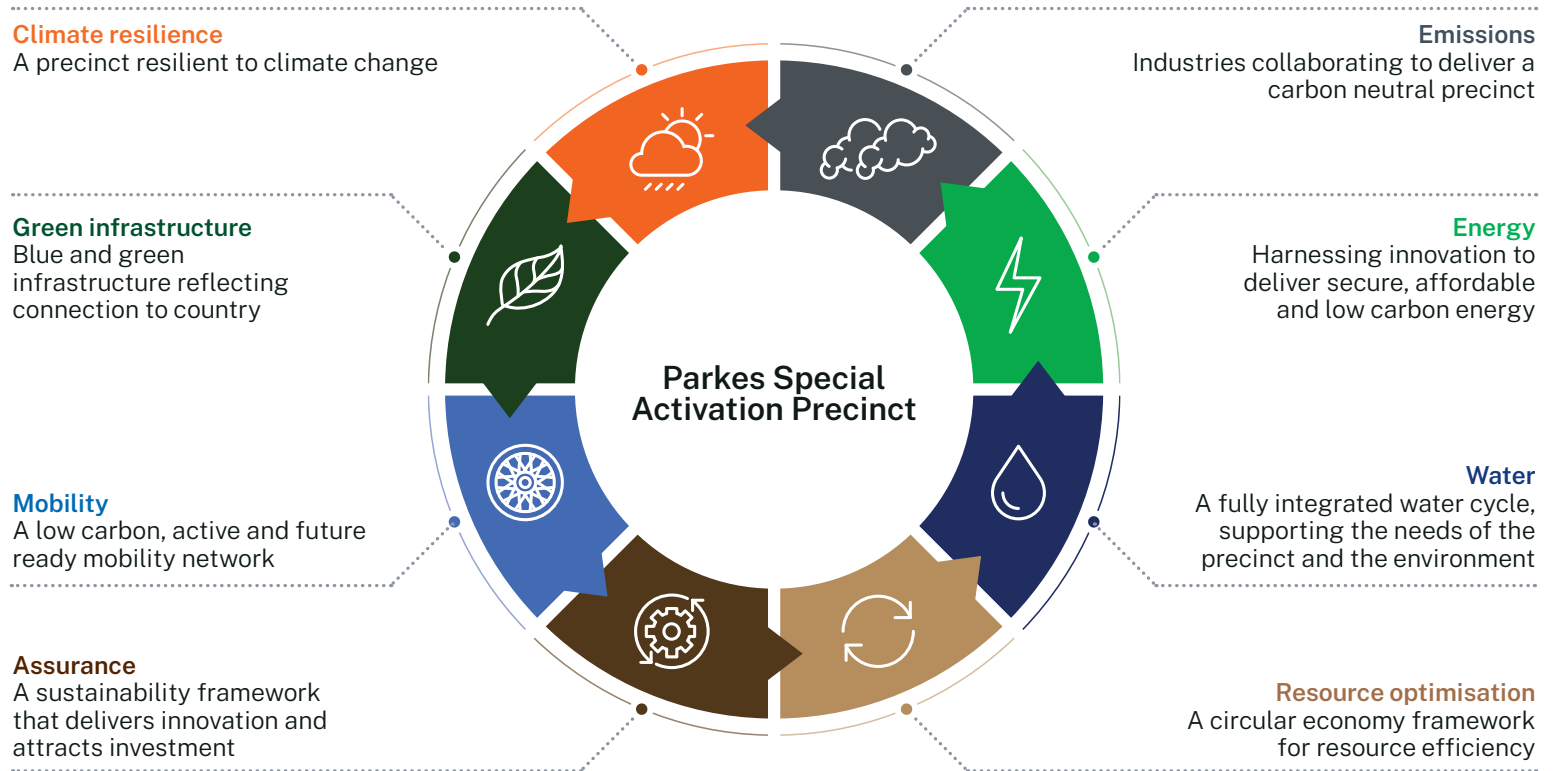 Climate resilience
A precinct resilient to climate change
Emissions
Industries collaborating to deliver a
carbon neutral precinct
Green infrastructure
Blue and green
infrastructure reflecting
connection to country
Energy
Harnessing innovation to
deliver secure, affordable
and low carbon energy
Parkes Special
Activation Precinct
Mobility
A low carbon, active and future
ready mobility network
Water
A fully integrated water cycle,
supporting the needs of the
precinct and the environment
Assurance
A sustainability framework
that delivers innovation and
attracts investment
Resource optimisation
A circular economy framework
for resource efficiency